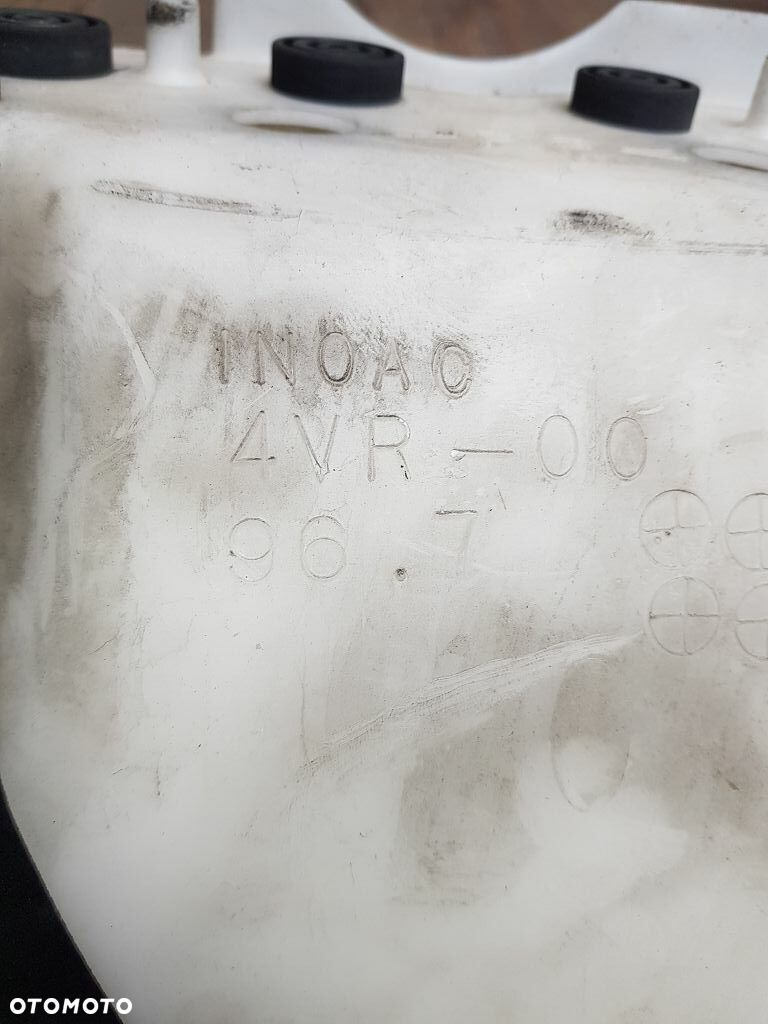 INOAC
4VR-00
96.7
OTOMOTO